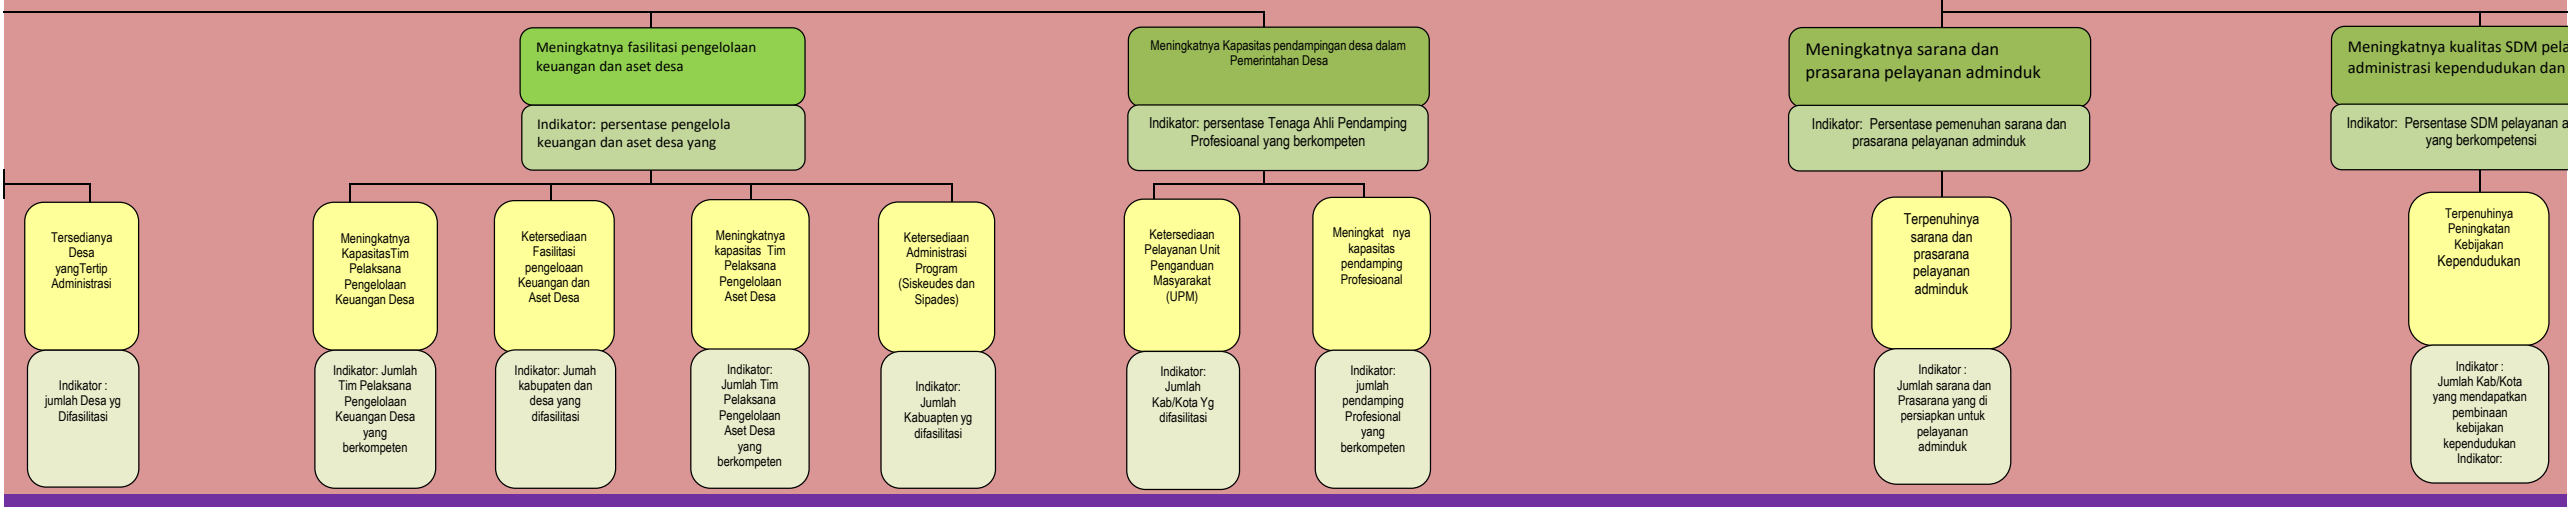 Meningkatnya fasilitasi pengelolaan
keuangan dan aset desa
Indikator: persentase pengelola
keuangan dan aset desa yang
Meningkatnya Kapasitas pendampingan desa dalam
Pemerintahan Desa
Indikator: persentase Tenaga Ahli Pendamping
Profesioanal yang berkompeten
Meningkatnya sarana dan
prasarana pelayanan adminduk
Indikator: Persentase pemenuhan sarana dan
prasarana pelayanan adminduk
Meningkatnya kualitas SDM pela
administrasi kependudukan dan
Indikator: Persentase SDM pelayanan a
yang berkompetensi
Tersedianya
Desa
yangTertip
Administrasi
Indikator :
jumlah Desa yg
Difasilitasi
Meningkatnya
KapasitasTim
Pelaksana
Pengelolaan
Keuangan Desa
Indikator: Jumlah
Tim Pelaksana
Pengelolaan
Keuangan Desa
yang
berkompeten
Ketersediaan
Fasilitasi
pengeloaan
Keuangan dan
Aset Desa
Indikator: Jumah
kabupaten dan
desa yang
difasilitasi
Meningkatnya
kapasitas Tim
Pelaksana
Pengelolaan
Aset Desa
Indikator:
Jumlah Tim
Pelaksana
Pengelolaan
Aset Desa
yang
berkompeten
Ketersediaan
Administrasi
Program
(Siskeudes dan
Sipades)
Indikator:
Jumlah
Kabuapten yg
difasilitasi
Ketersediaan
Pelayanan Unit
Penganduan
Masyarakat
(UPM)
Indikator:
Jumlah
Kab/Kota Yg
difasilitasi
Meningkat nya
kapasitas
pendamping
Profesioanal
Indikator:
jumlah
pendamping
Profesional
yang
berkompeten
Terpenuhinya
sarana dan
prasarana
pelayanan
adminduk
Indikator :
Jumlah sarana dan
Prasarana yang di
persiapkan untuk
pelayanan
adminduk
Terpenuhinya
Peningkatan
Kebijakan
Kependudukan
Indikator :
Jumlah Kab/Kota
yang mendapatkan
pembinaan
kebijakan
kependudukan
Indikator: